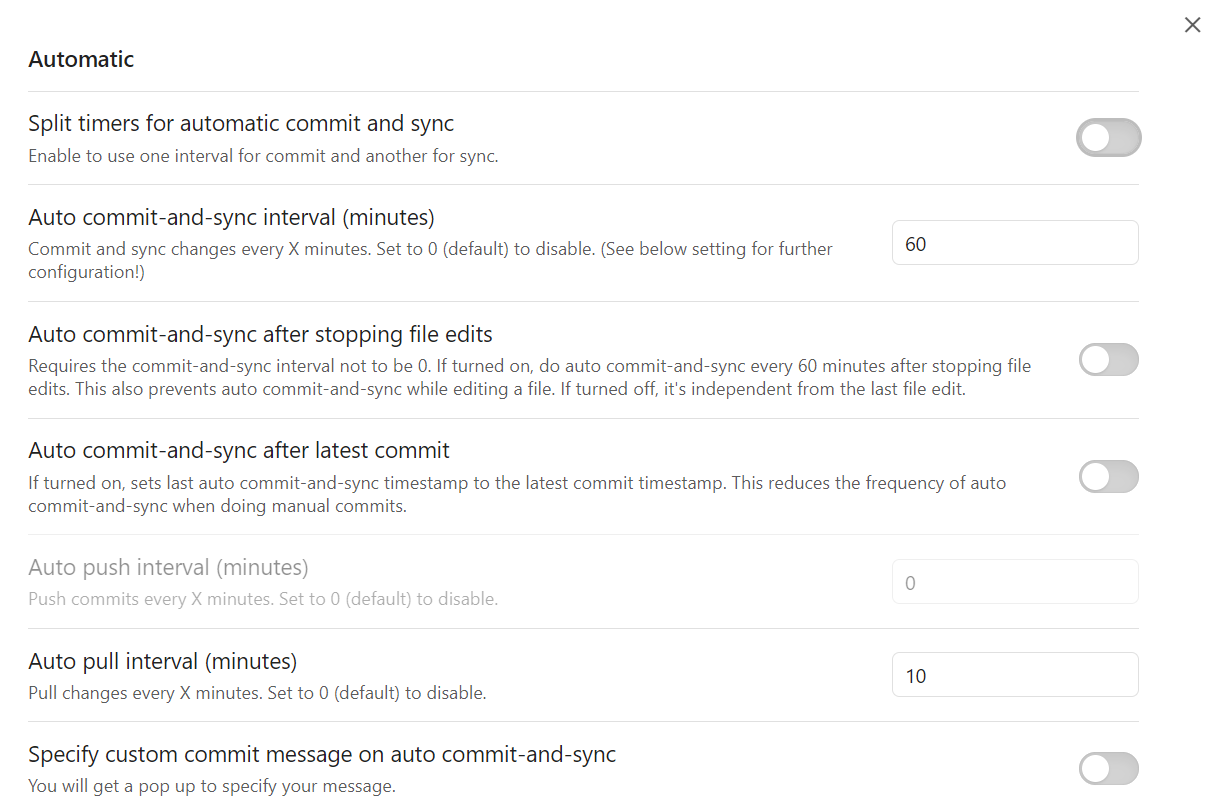 Automatic
Split timers for automatic commit and sync
Enable to use one interval for commit and another for sync.
Auto commit-and-sync interval (minutes)
Commit and sync changes every X minutes. Set to 0 (default) to disable. (See below setting for further
configuration!)
60
Auto commit-and-sync after stopping file edits
Requires the commit-and-sync interval not to be 0. If turned on, do auto commit-and-sync every 60 minutes after stopping file
edits. This also prevents auto commit-and-sync while editing a file. If turned off, it's independent from the last file edit.
Auto commit-and-sync after latest commit
If turned on, sets last auto commit-and-sync timestamp to the latest commit timestamp. This reduces the frequency of auto
commit-and-sync when doing manual commits.
Auto push interval (minutes)
Push commits every X minutes. Set to 0 (default) to disable.
0
Auto pull interval (minutes)
Pull changes every X minutes. Set to 0 (default) to disable.
10
Specify custom commit message on auto commit-and-sync
You will get a pop up to specify your message.